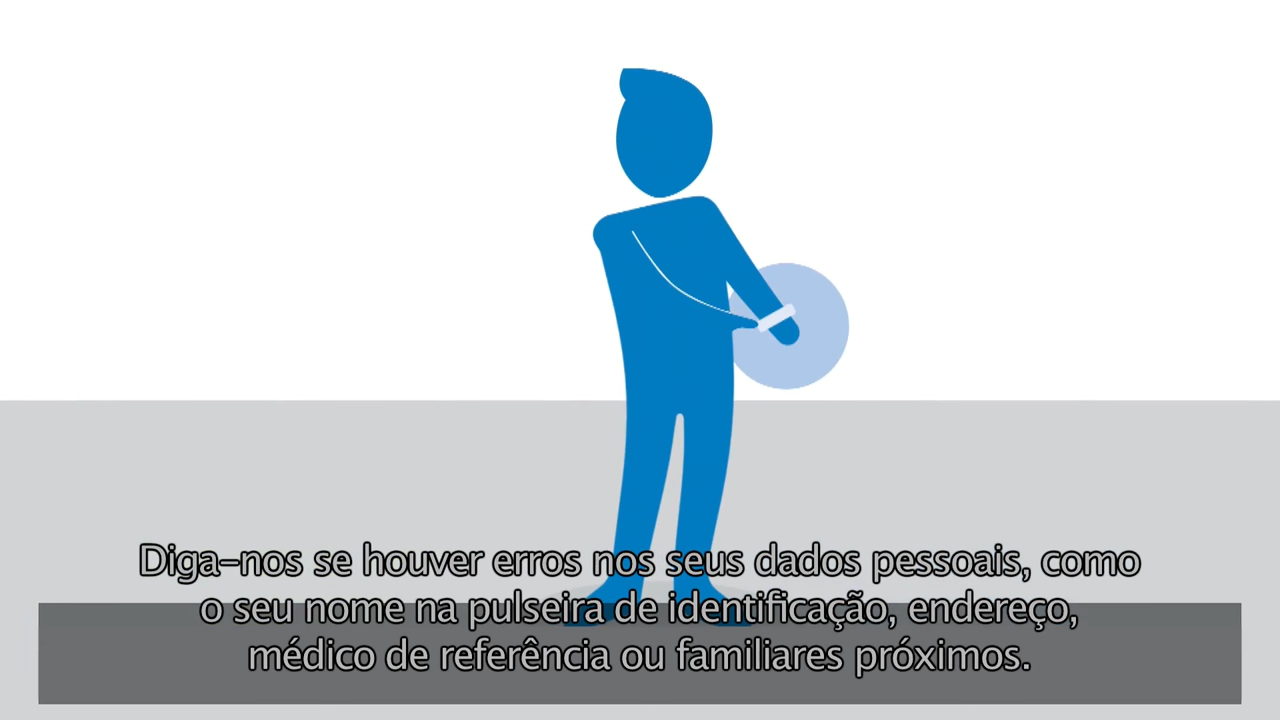 Diga-nos se houver erros nos seus dados pessoais, como
o seu nome na pulseira de identificação, endereço,
médico de referência ou familiares próximos.